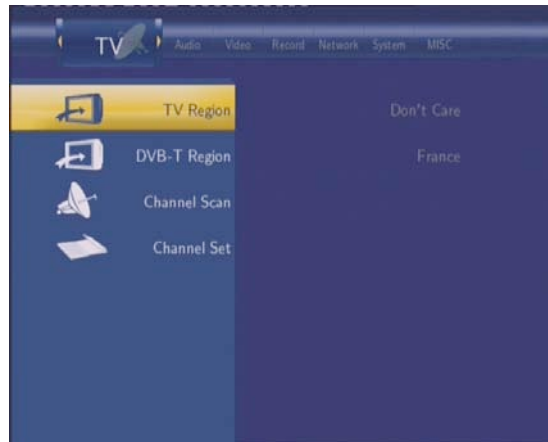 TV Audio Video Record Network System MISC
TV Region Don't Care
DVB-T Region France
Channel Scan
Channel Set